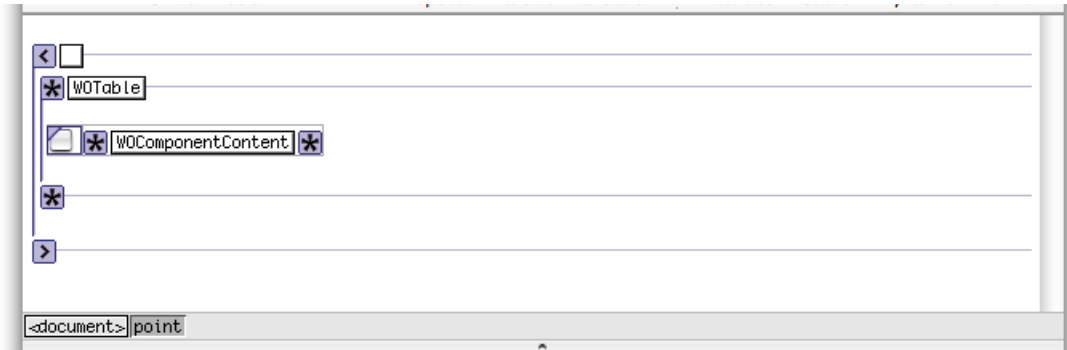 <
* WOTable
* WOComponentContent *
*
>
<document> point